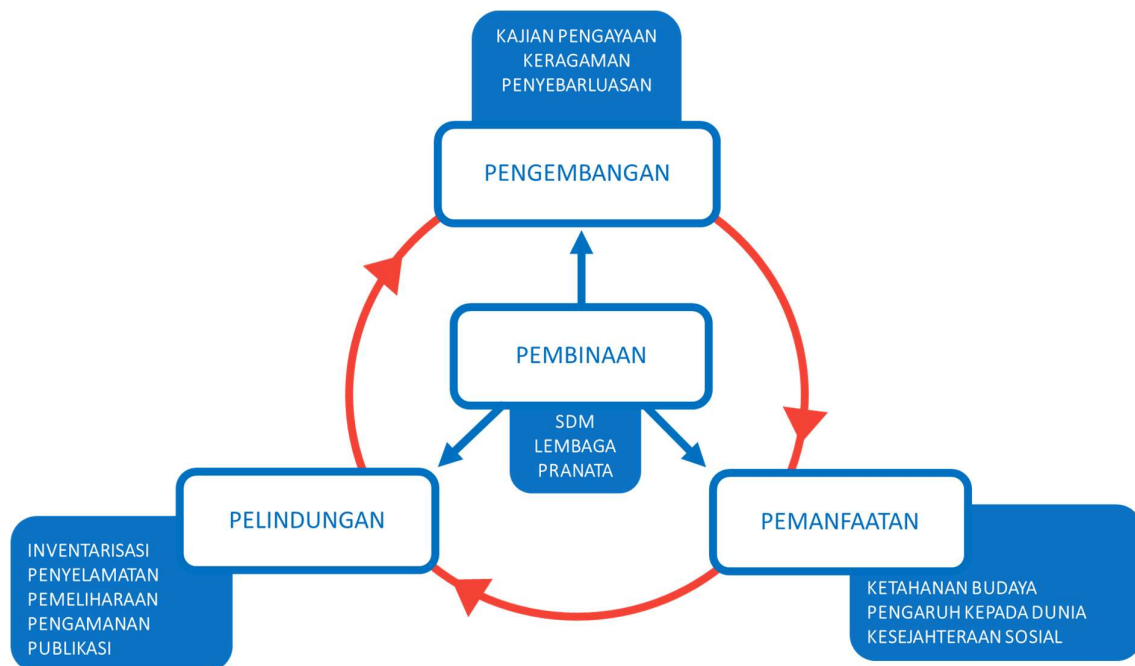 KAJIAN PENGAYAAN
KERAGAMAN
PENYEBARLUASAN
PENGEMBANGAN
PEMBINAAN
SDM
LEMBAGA
PRANATA
PELINDUNGAN
INVENTARISASI
PENYELAMATAN
PEMELIHARAAN
PENGAMANAN
PUBLIKASI
PEMANFAATAN
KETAHANAN BUDAYA
PENGARUH KEPADA DUNIA
KESEJAHTERAAN SOSIAL